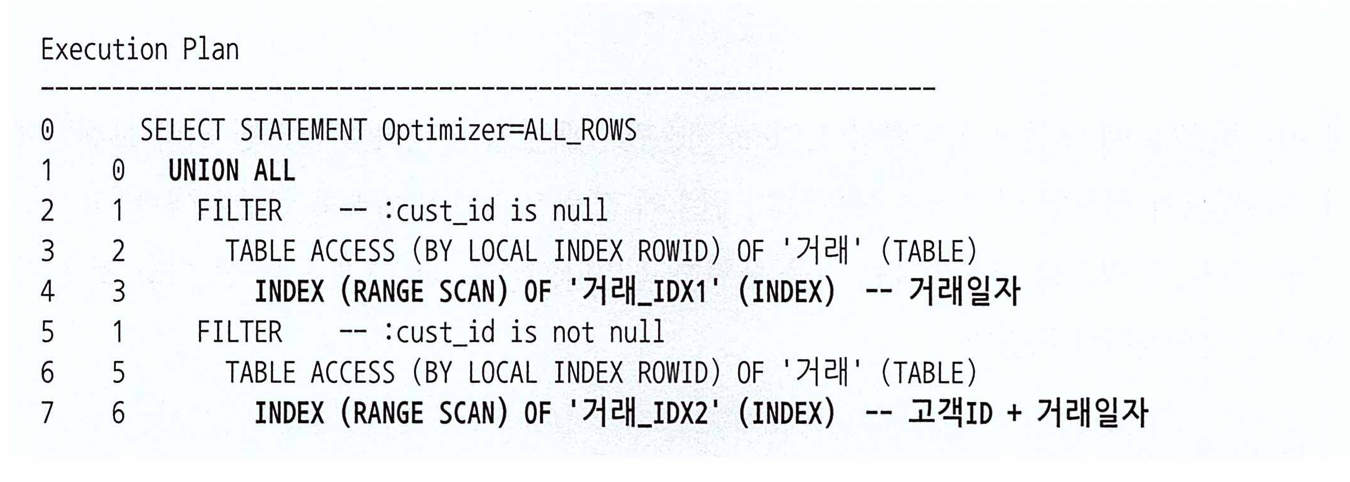 Execution Plan
------------------------------------------------------------------
0 SELECT STATEMENT Optimizer=ALL_ROWS
1 0 UNION ALL
2 1 FILTER -- :cust_id is null
3 2 TABLE ACCESS (BY LOCAL INDEX ROWID) OF '거래' (TABLE)
4 3 INDEX (RANGE SCAN) OF '거래_IDX1' (INDEX) -- 거래일자
5 1 FILTER -- :cust_id is not null
6 5 TABLE ACCESS (BY LOCAL INDEX ROWID) OF '거래' (TABLE)
7 6 INDEX (RANGE SCAN) OF '거래_IDX2' (INDEX) -- 고객ID + 거래일자